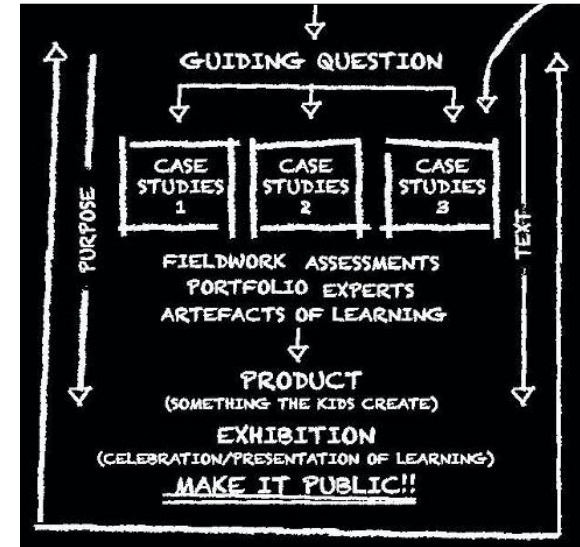 GUIDING QUESTION
CASE
STUDIES
1
CASE
STUDIES
2
CASE
STUDIES
3
PURPOSE
TEXT
FIELDWORK ASSESSMENTS
PORTFOLIO EXPERTS
ARTEFACTS OF LEARNING
PRODUCT
(SOMETHING THE KIDS CREATE)
EXHIBITION
(CELEBRATION/PRESENTATION OF LEARNING)
MAKE IT PUBLIC!!